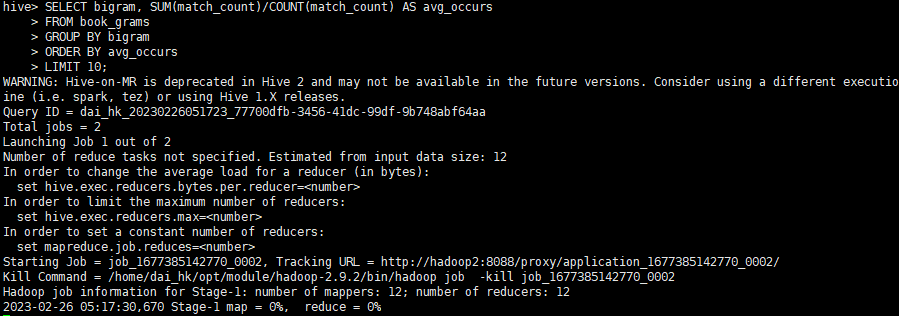 hive> SELECT bigram, SUM(match_count)/COUNT(match_count) AS avg_occurs
    > FROM book_grams
    > GROUP BY bigram
    > ORDER BY avg_occurs
    > LIMIT 10;
WARNING: Hive-on-MR is deprecated in Hive 2 and may not be available in the future versions. Consider using a different executio
ine (i.e. spark, tez) or using Hive 1.X releases.
Query ID = dai_hk_20230226051723_77700dfb-3456-41dc-99df-9b748abf64aa
Total jobs = 2
Launching Job 1 out of 2
Number of reduce tasks not specified. Estimated from input data size: 12
In order to change the average load for a reducer (in bytes):
  set hive.exec.reducers.bytes.per.reducer=<number>
In order to limit the maximum number of reducers:
  set hive.exec.reducers.max=<number>
In order to set a constant number of reducers:
  set mapreduce.job.reduces=<number>
Starting Job = job_1677385142770_0002, Tracking URL = http://hadoop2:8088/proxy/application_1677385142770_0002/
Kill Command = /home/dai_hk/opt/module/hadoop-2.9.2/bin/hadoop job  -kill job_1677385142770_0002
Hadoop job information for Stage-1: number of mappers: 12; number of reducers: 12
2023-02-26 05:17:30,670 Stage-1 map = 0%,  reduce = 0%